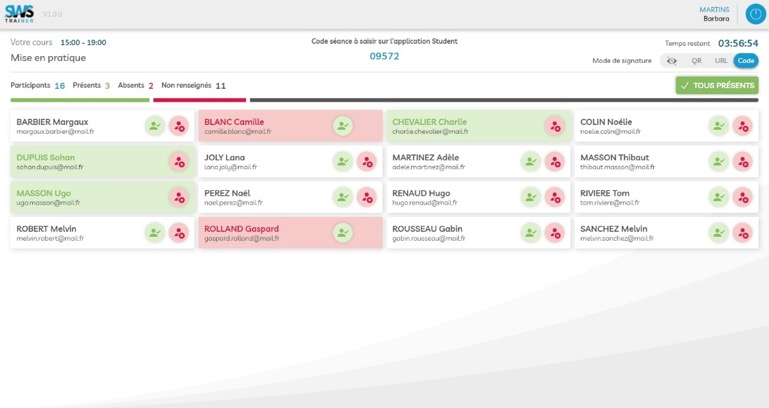 SWS
TRAINER
V1.0.0
MARTINS
Barbara
Votre cours 15:00 - 19:00
Mise en pratique
Code séance à saisir sur l'application Student
09572
Temps restant 03:56:54
Mode de signature QR URL Code
Participants 16 Présents 3 Absents 2 Non renseignés 11
TOUS PRÉSENTS
BARBIER Margaux
margaux.barbier@mail.fr
BLANC Camille
camille.blanc@mail.fr
CHEVALIER Charlie
charlie.chevalier@mail.fr
COLIN Noélie
noelie.colin@mail.fr
DUPUIS Sohan
sohan.dupuis@mail.fr
JOLY Lana
lana.joly@mail.fr
MARTINEZ Adèle
adele.martinez@mail.fr
MASSON Thibaut
thibaut.masson@mail.fr
MASSON Ugo
ugo.masson@mail.fr
PEREZ Naël
nael.perez@mail.fr
RENAUD Hugo
hugo.renaud@mail.fr
RIVIERE Tom
tom.riviere@mail.fr
ROBERT Melvin
melvin.robert@mail.fr
ROLLAND Gaspard
gaspard.rolland@mail.fr
ROUSSEAU Gabin
gabin.rousseau@mail.fr
SANCHEZ Melvin
melvin.sanchez@mail.fr